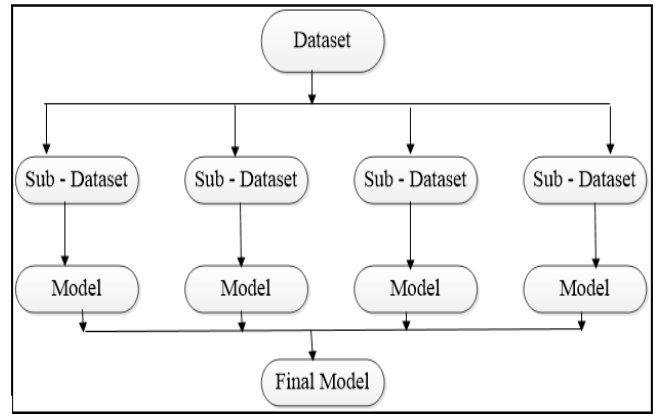 Dataset
Sub - Dataset
Sub - Dataset
Sub - Dataset
Sub - Dataset
Model
Model
Model
Model
Final Model